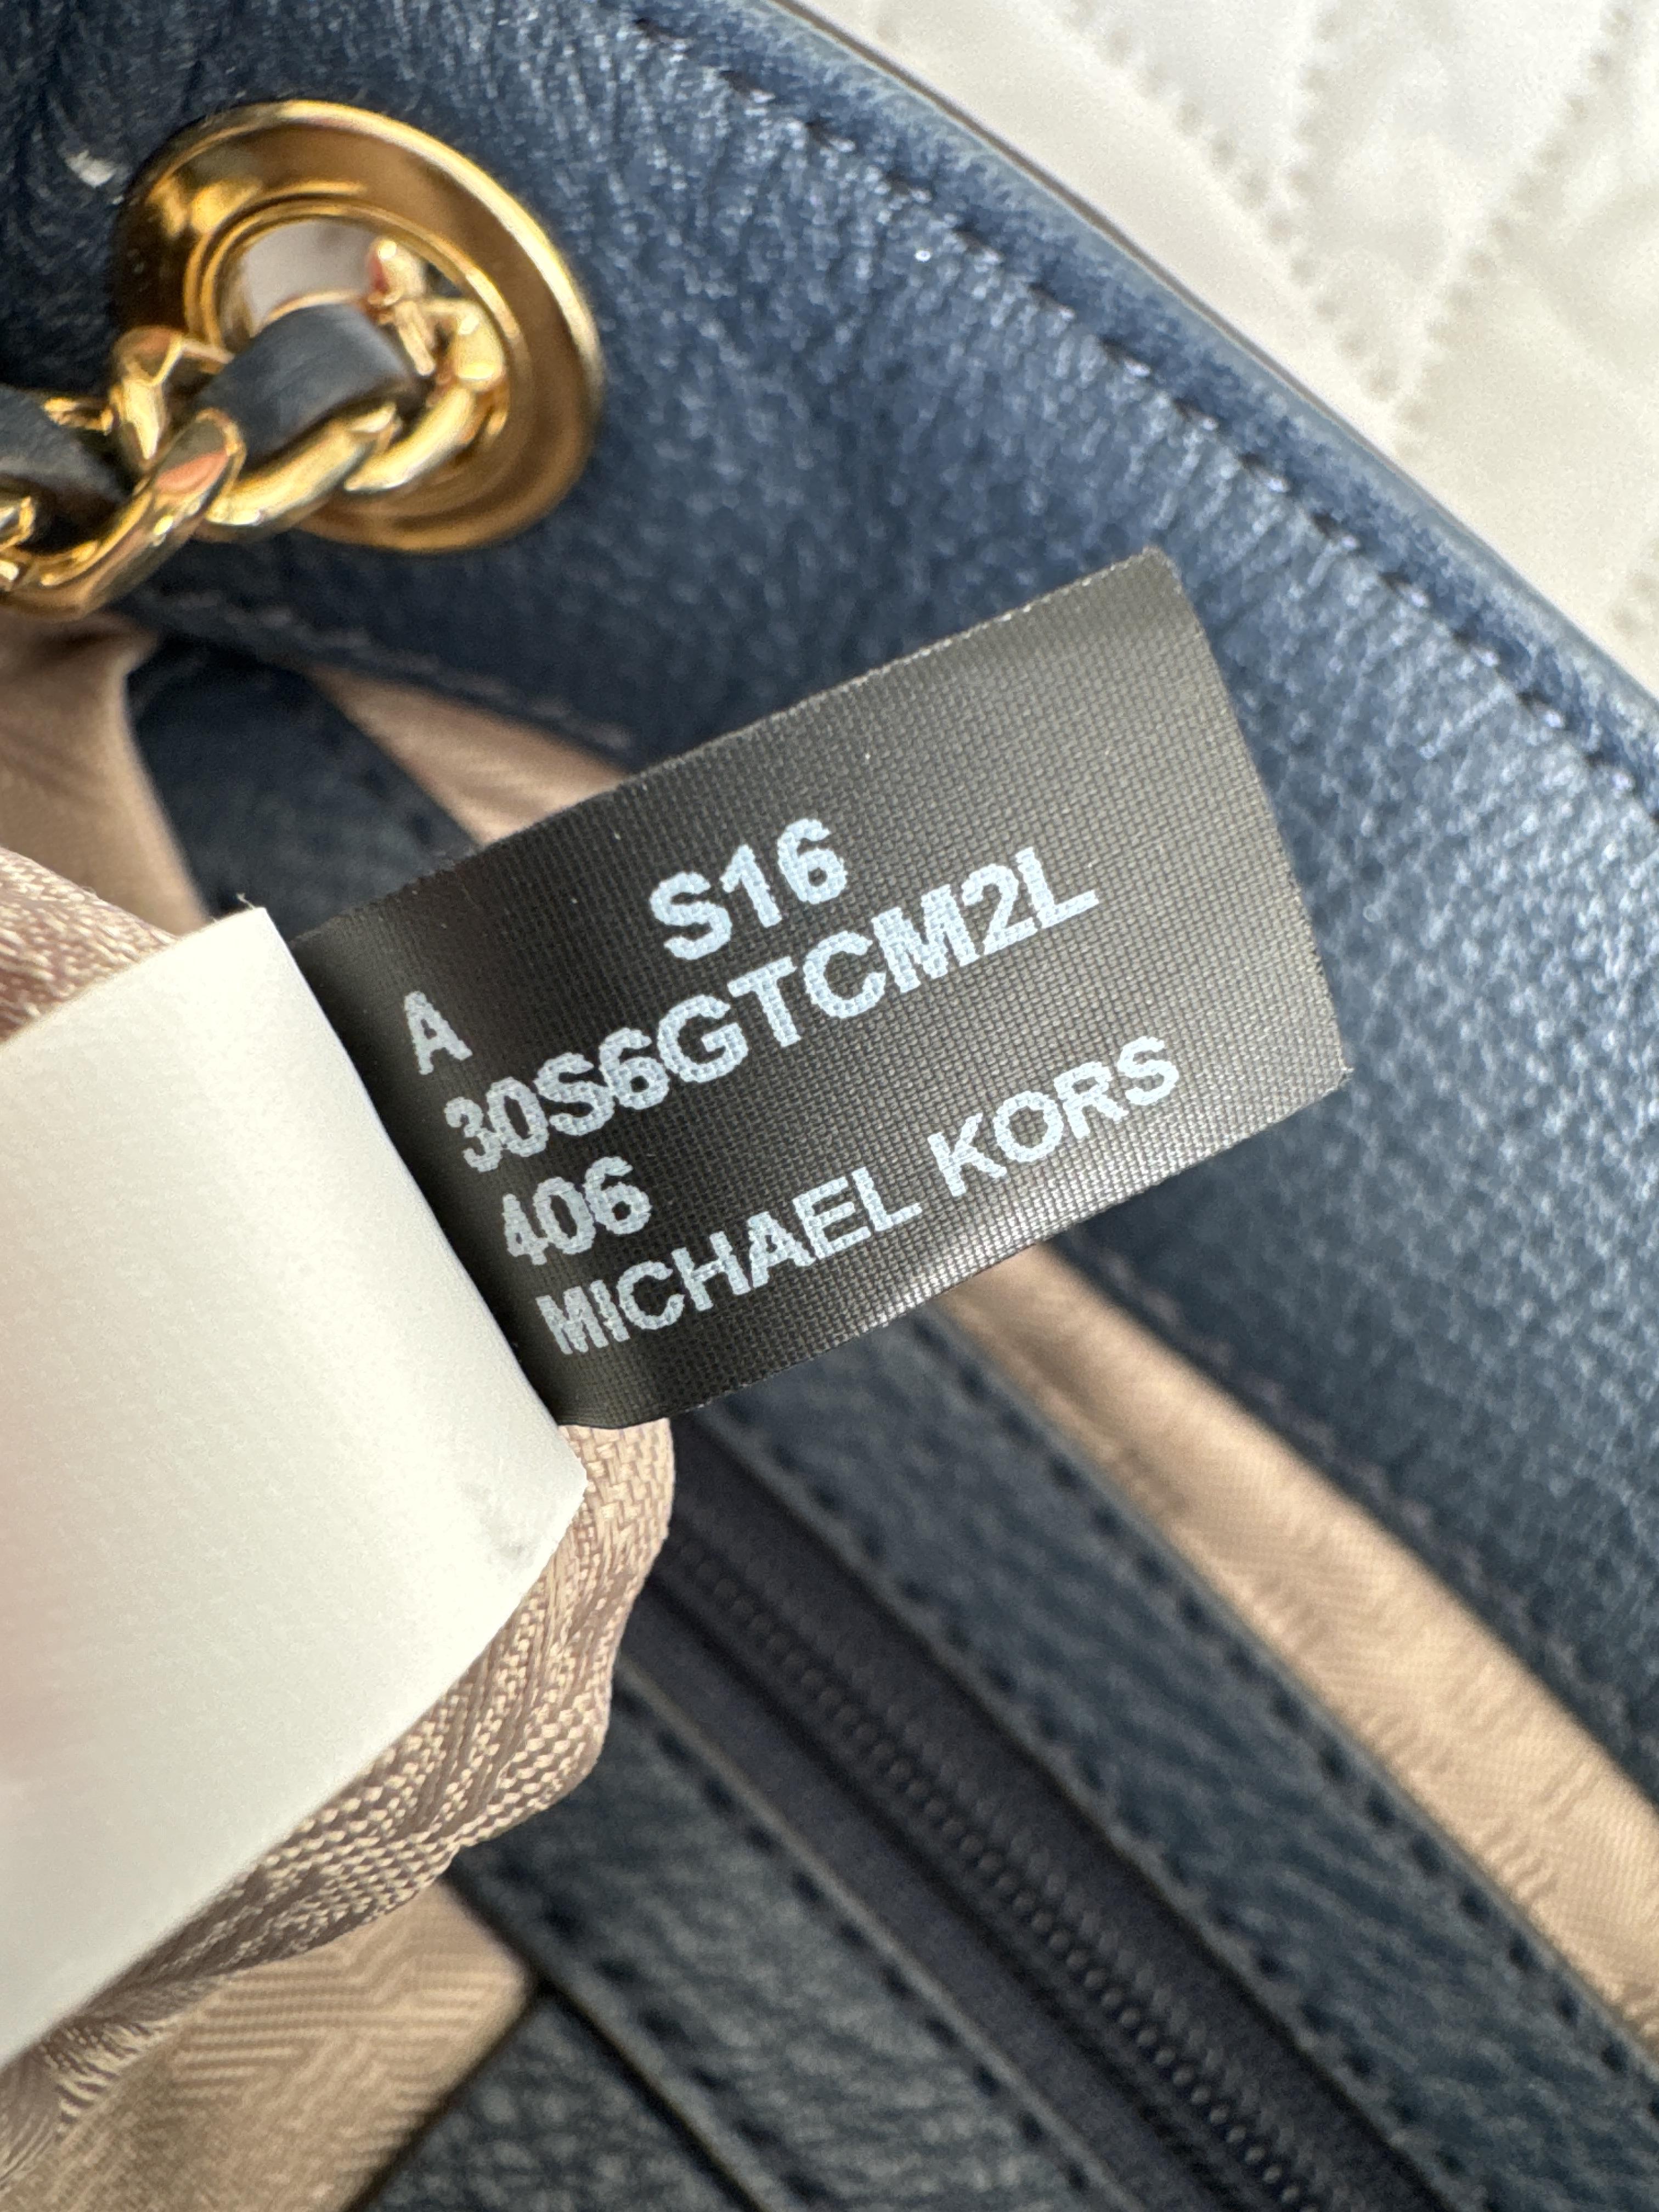 S16
A
30S6GTCM2L
406
MICHAEL KORS